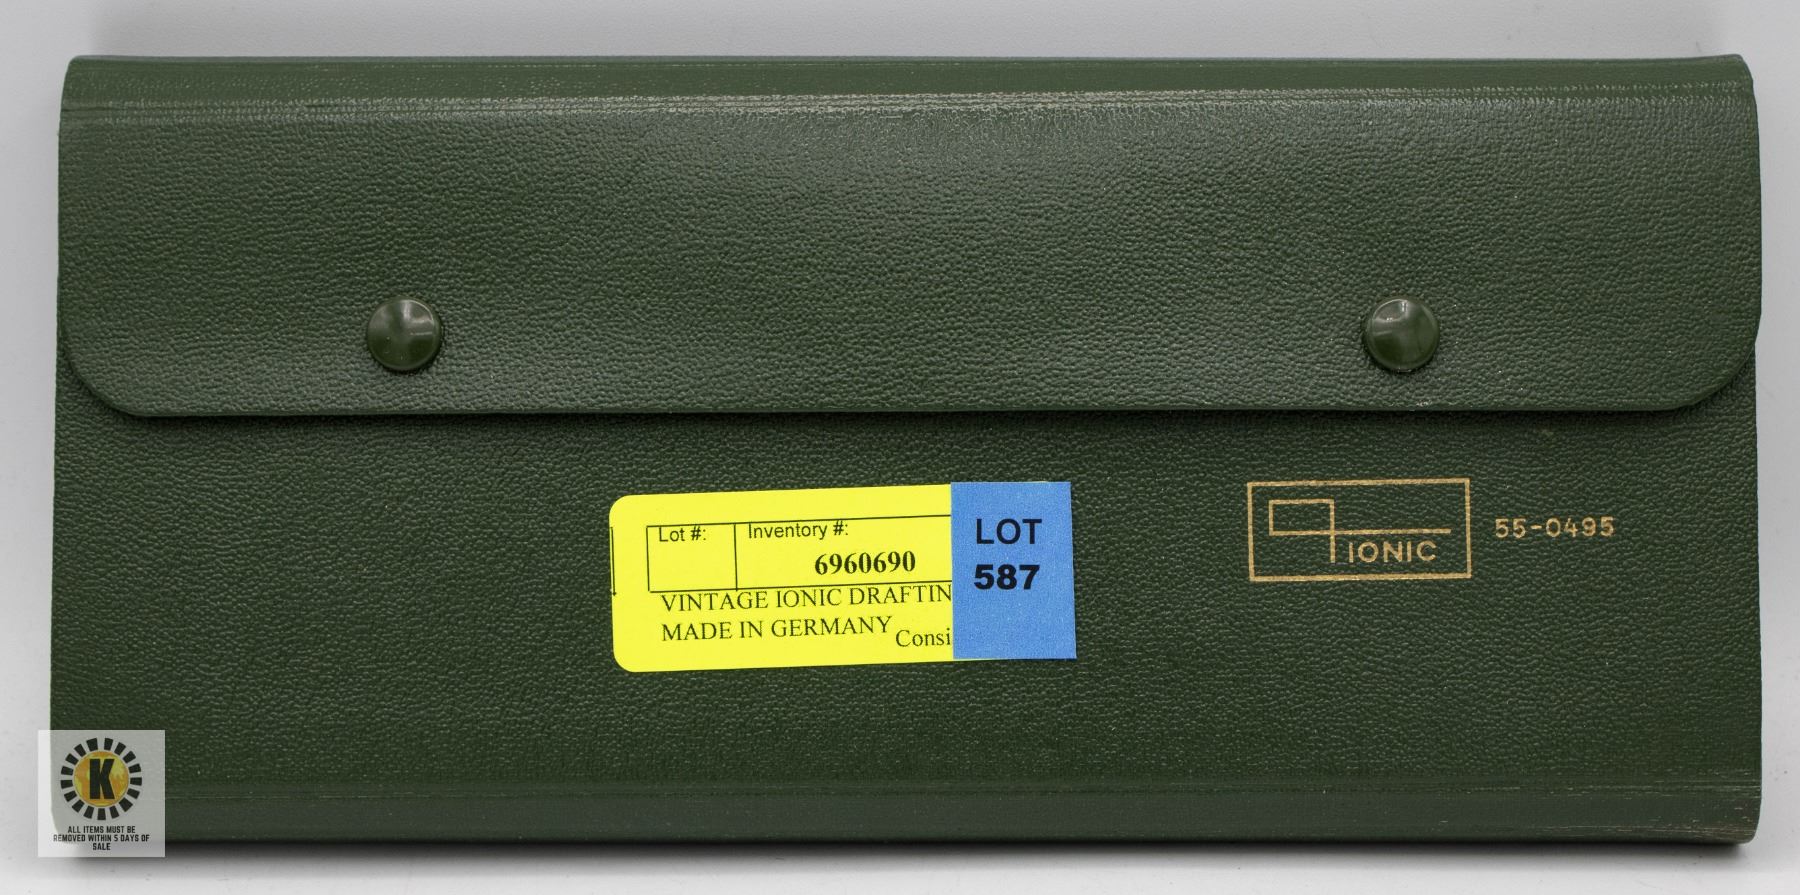 Lot #:
Inventory #:
6960690
VINTAGE IONIC DRAFTIN
MADE IN GERMANY
Consi
LOT
587
IONIC
55-0495
K
ALL ITEMS MUST BE
REMOVED WITHIN 5 DAYS OF
SALE